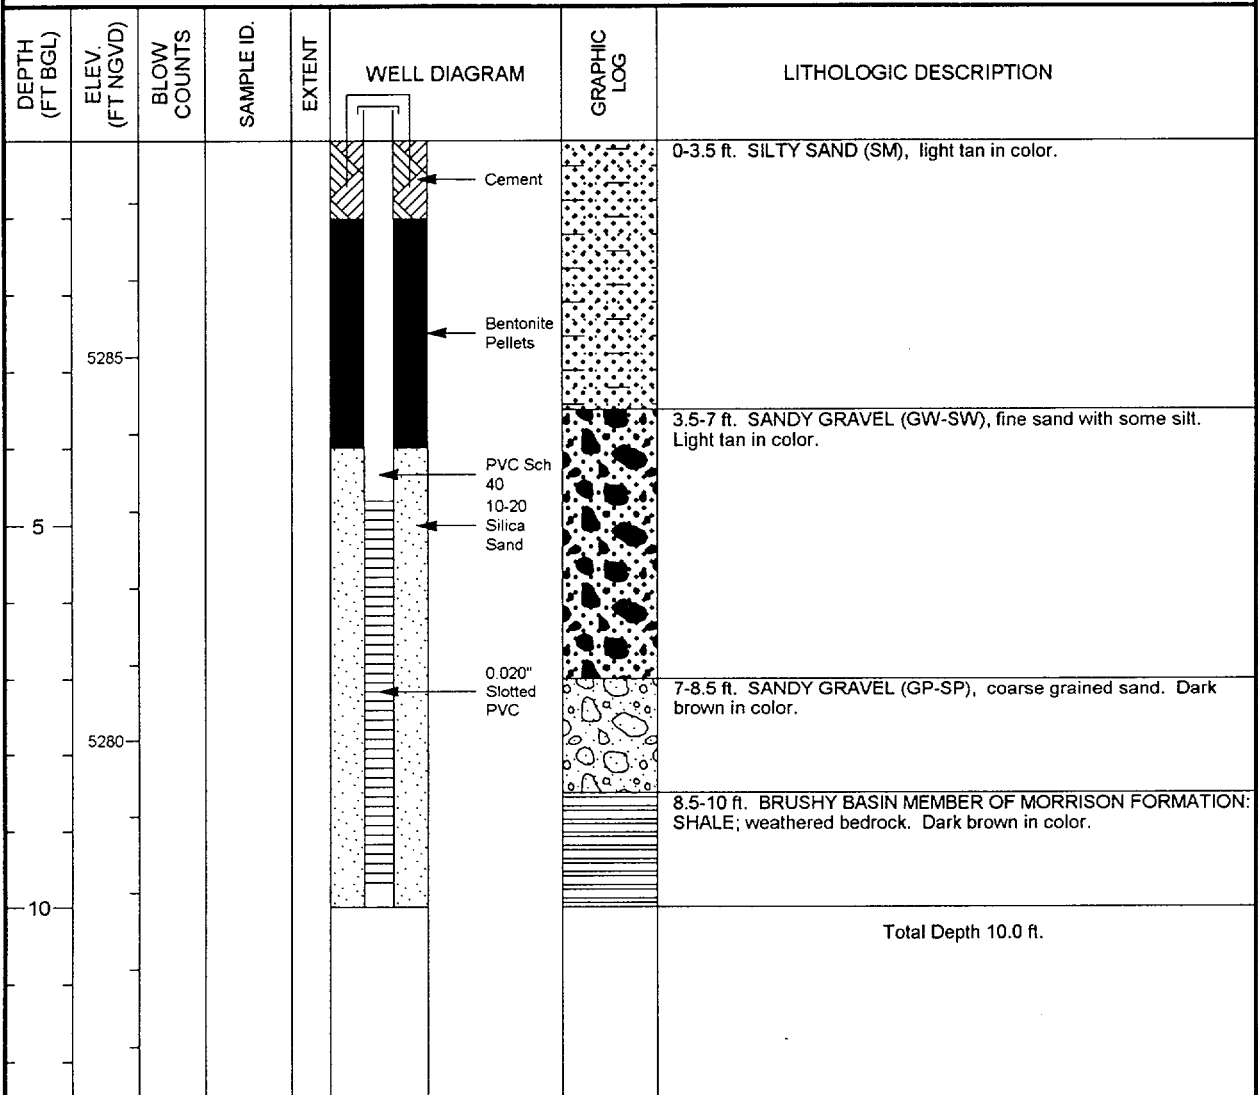 DEPTH
(FT BGL)
ELEV.
(FT NGVD)
BLOW
COUNTS
SAMPLE ID.
EXTENT
WELL DIAGRAM
GRAPHIC
LOG
LITHOLOGIC DESCRIPTION
0-3.5 ft. SILTY SAND (SM), light tan in color.
Cement
Bentonite
Pellets
5285
3.5-7 ft. SANDY GRAVEL (GW-SW), fine sand with some silt.
Light tan in color.
PVC Sch
40
10-20
Silica
Sand
5
0.020"
Slotted
PVC
7-8.5 ft. SANDY GRAVEL (GP-SP), coarse grained sand. Dark
brown in color.
5280
8.5-10 ft. BRUSHY BASIN MEMBER OF MORRISON FORMATION:
SHALE; weathered bedrock. Dark brown in color.
10
Total Depth 10.0 ft.